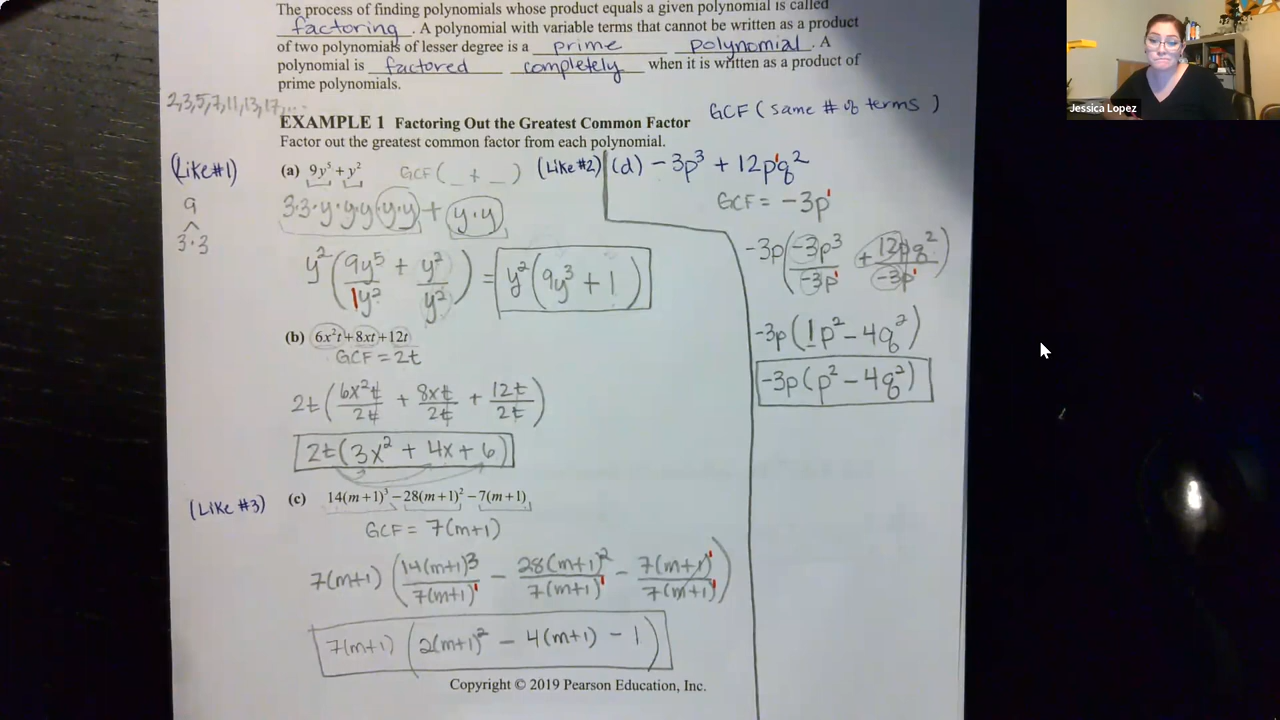 The process of finding polynomials whose product equals a given polynomial is called
factoring. A polynomial with variable terms that cannot be written as a product
of two polynomials of lesser degree is a prime polynomial. A
polynomial is factored completely when it is written as a product of
prime polynomials.
2,3,5,7,11,13,17,...
GCF (same # of terms)
EXAMPLE 1 Factoring Out the Greatest Common Factor
Factor out the greatest common factor from each polynomial.
(Like #1)
(a) 9y⁵ + y²
GCF( _ + _ )
9
3·3
3·3·y·y·y·y·y + y·y
y²(9y⁵/1y² + y²/y²) = y²(9y³ + 1)
(b) 6x²t + 8xt + 12t
GCF = 2t
2t(6x²t/2t + 8xt/2t + 12t/2t)
2t(3x² + 4x + 6)
(Like #3)
(c) 14(m+1)³ − 28(m+1)² − 7(m+1)
GCF = 7(m+1)
7(m+1)(14(m+1)³/7(m+1)¹ − 28(m+1)²/7(m+1)¹ − 7(m+1)¹/7(m+1)¹)
7(m+1)(2(m+1)² − 4(m+1) − 1)
Copyright © 2019 Pearson Education, Inc.
(Like #2)
(d) −3p³ + 12p¹q²
GCF = −3p¹
−3p(−3p³/−3p¹ + 12pq²/−3p¹)
−3p(1p² − 4q²)
−3p(p² − 4q²)
Jessica Lopez